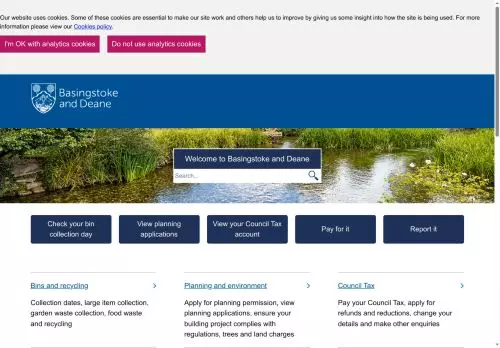 Our website uses cookies. Some of these cookies are essential to make our site work and others help us to improve by giving us some insight into how the site is being used. For more
information please view our Cookies policy.
I'm OK with analytics cookies
Do not use analytics cookies
Basingstoke
and Deane
Welcome to Basingstoke and Deane
Search...
Check your bin
collection day
View planning
applications
View your Council Tax
account
Pay for it
Report it
Bins and recycling
Collection dates, large item collection,
garden waste collection, food waste
and recycling
Planning and environment
Apply for planning permission, view
planning applications, ensure your
building project complies with
regulations, trees and land charges
Council Tax
Pay your Council Tax, apply for
refunds and reductions, change your
details and make other enquiries